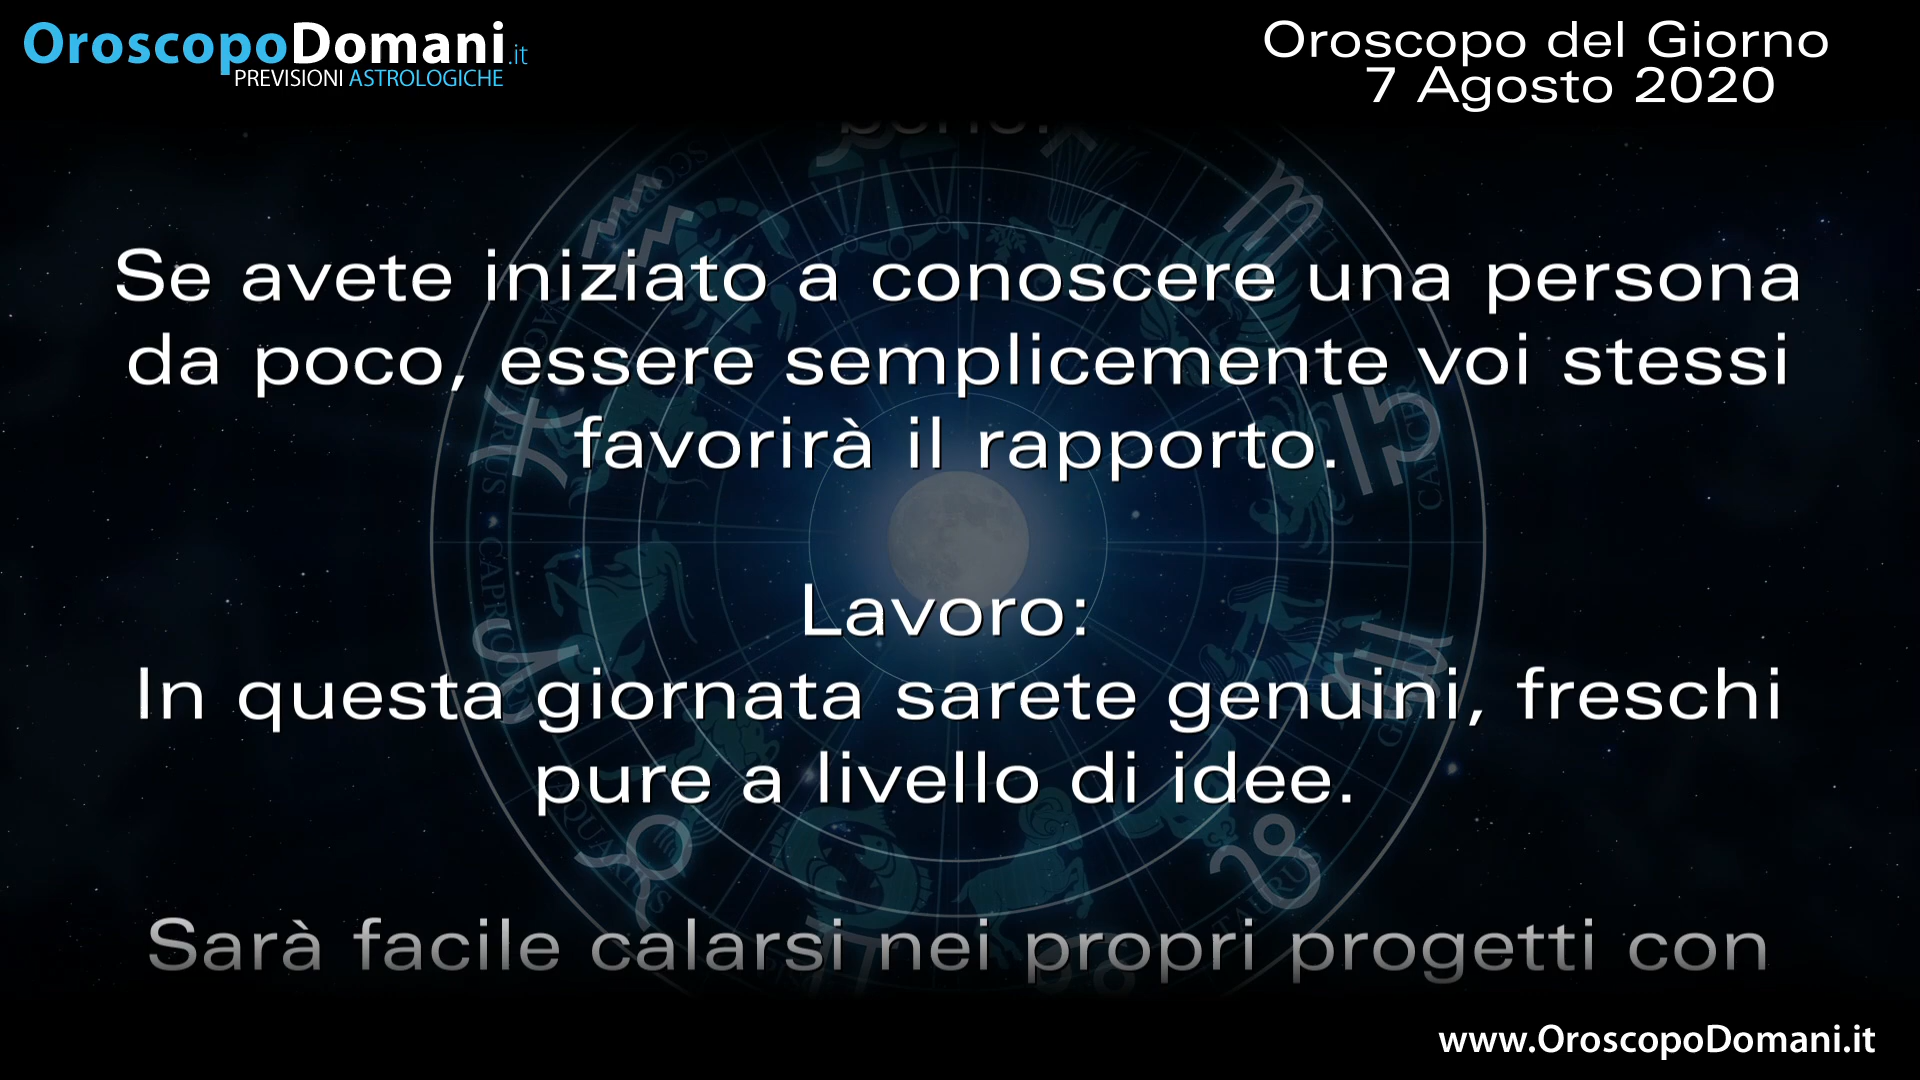 OroscopoDomani.it
PREVISIONI ASTROLOGICHE
Oroscopo del Giorno
7 Agosto 2020
Se avete iniziato a conoscere una persona
da poco, essere semplicemente voi stessi
favorirà il rapporto.
Lavoro:
In questa giornata sarete genuini, freschi
pure a livello di idee.
Sarà facile calarsi nei propri progetti con
www.OroscopoDomani.it